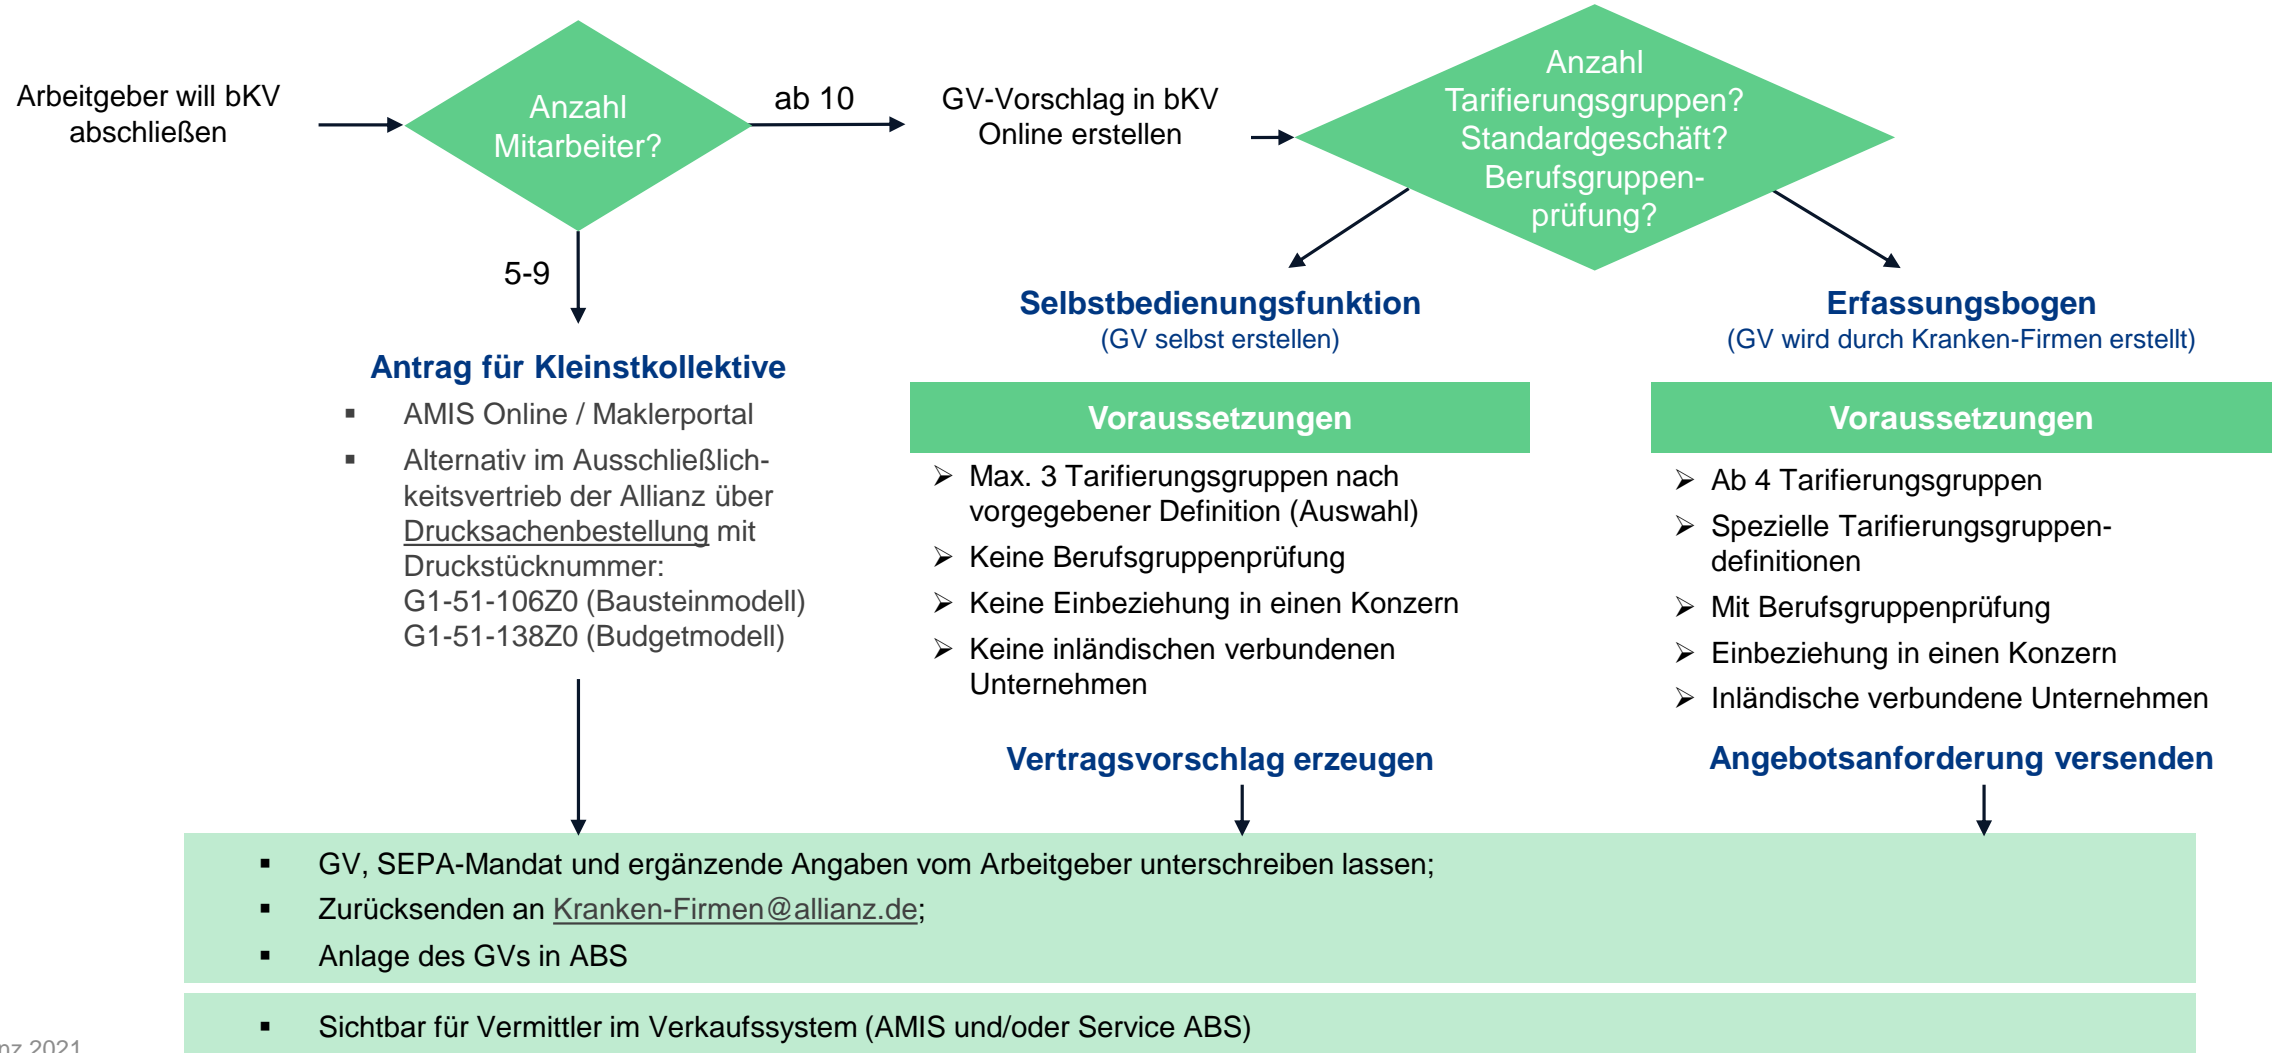 Arbeitgeber will bKV
abschließen
Anzahl
Mitarbeiter?
ab 10
GV-Vorschlag in bKV
Online erstellen
Anzahl
Tarifierungsgruppen?
Standardgeschäft?
Berufsgruppen-
prüfung?
5-9
Antrag für Kleinstkollektive
▪ AMIS Online / Maklerportal
▪ Alternativ im Ausschließlich-
keitsvertrieb der Allianz über
Drucksachenbestellung mit
Druckstücknummer:
G1-51-106Z0 (Bausteinmodell)
G1-51-138Z0 (Budgetmodell)
Selbstbedienungsfunktion
(GV selbst erstellen)
Voraussetzungen
➢ Max. 3 Tarifierungsgruppen nach
vorgegebener Definition (Auswahl)
➢ Keine Berufsgruppenprüfung
➢ Keine Einbeziehung in einen Konzern
➢ Keine inländischen verbundenen
Unternehmen
Vertragsvorschlag erzeugen
Erfassungsbogen
(GV wird durch Kranken-Firmen erstellt)
Voraussetzungen
➢ Ab 4 Tarifierungsgruppen
➢ Spezielle Tarifierungsgruppen-
definitionen
➢ Mit Berufsgruppenprüfung
➢ Einbeziehung in einen Konzern
➢ Inländische verbundene Unternehmen
Angebotsanforderung versenden
▪ GV, SEPA-Mandat und ergänzende Angaben vom Arbeitgeber unterschreiben lassen;
▪ Zurücksenden an Kranken-Firmen@allianz.de;
▪ Anlage des GVs in ABS
▪ Sichtbar für Vermittler im Verkaufssystem (AMIS und/oder Service ABS)
2021